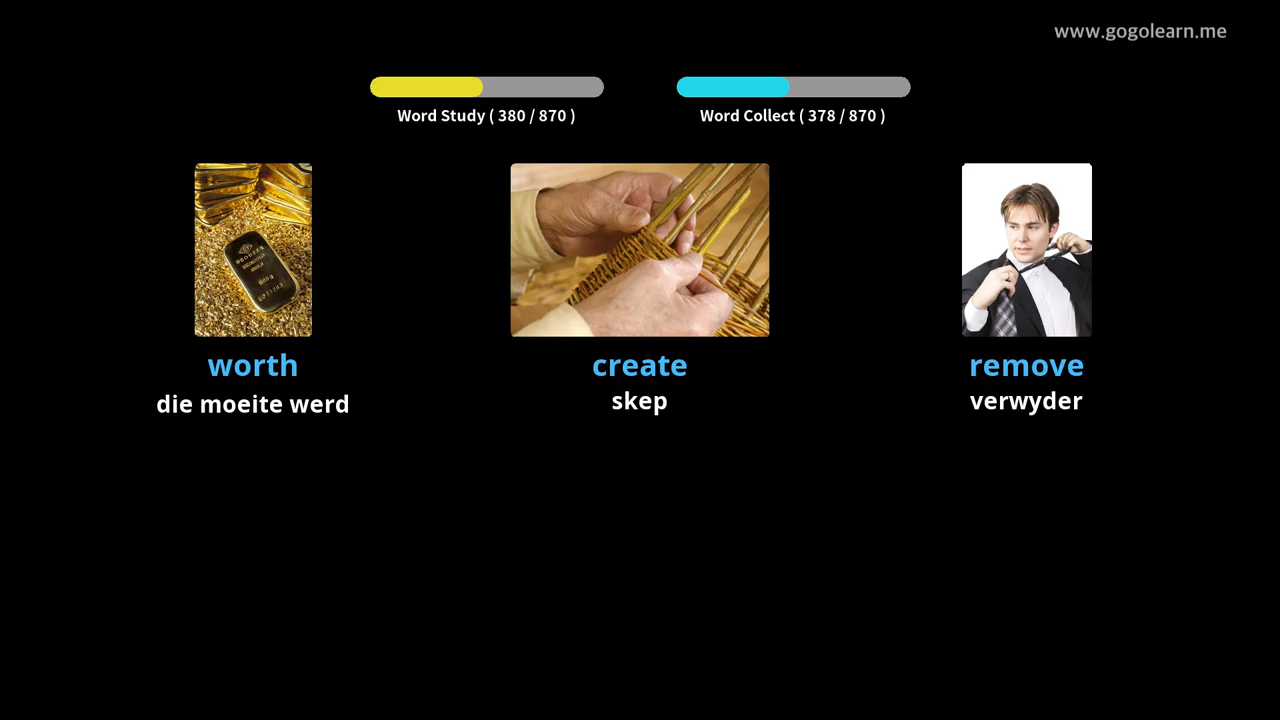 www.gogolearn.me
Word Study ( 380 / 870 )
Word Collect ( 378 / 870 )
worth
create
remove
die moeite werd
skep
verwyder